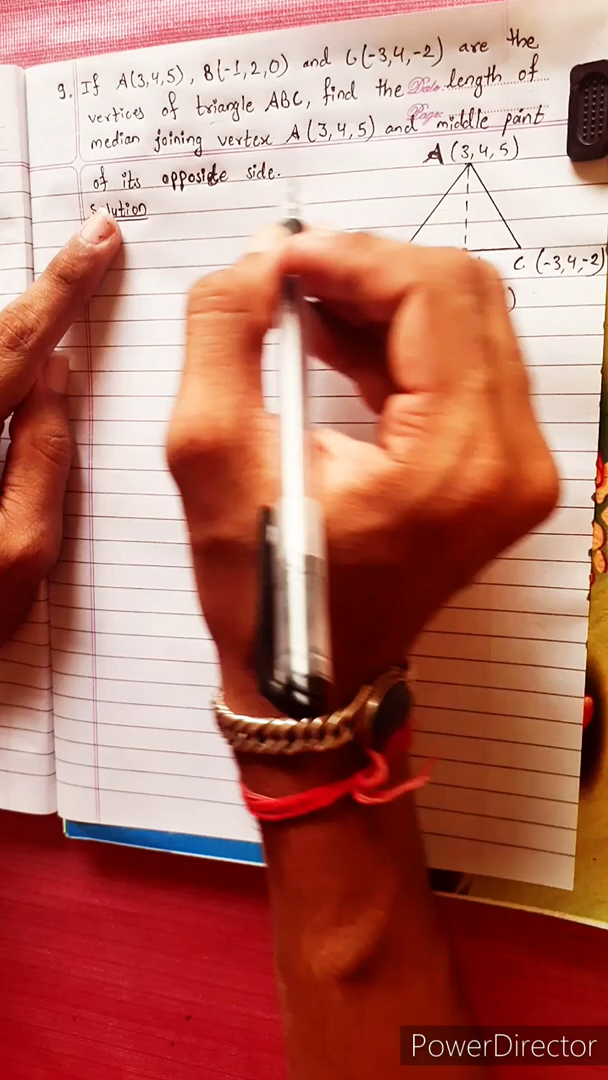 9. If A(3,4,5), B(-1,2,0) and C(-3,4,-2) are the
vertices of triangle ABC, find the length of
Date:
median joining vertex A(3,4,5) and middle point
Page:
of its opposite side.
A(3,4,5)
Solution
C (-3,4,-2)
)
PowerDirector